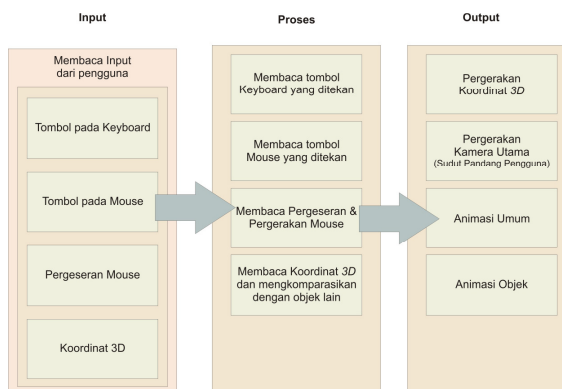 Input
Proses
Output
Membaca Input
dari pengguna
Tombol pada Keyboard
Tombol pada Mouse
Pergeseran Mouse
Koordinat 3D
Membaca tombol
Keyboard yang ditekan
Membaca tombol
Mouse yang ditekan
Membaca Pergeseran &
Pergerakan Mouse
Membaca Koordinat 3D
dan mengkomparasikan
dengan objek lain
Pergerakan
Koordinat 3D
Pergerakan
Kamera Utama
(Sudut Pandang Pengguna)
Animasi Umum
Animasi Objek